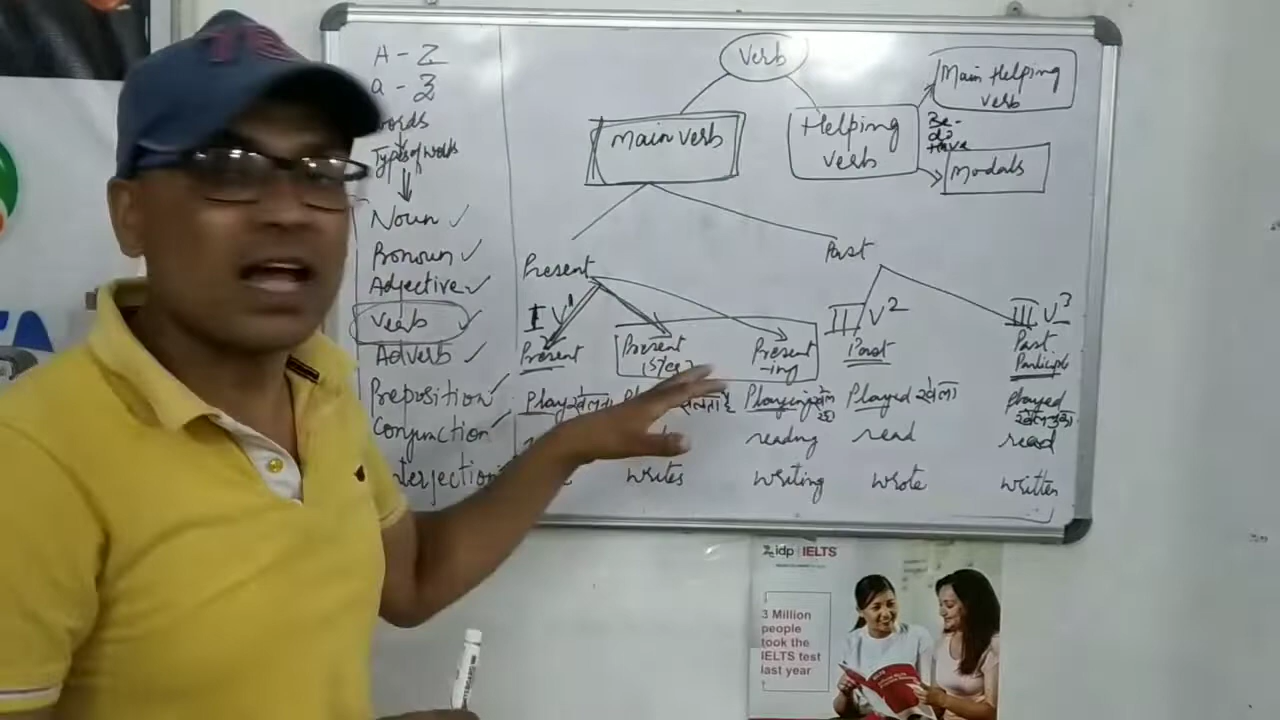 A - Z
a - z
words
Types of words
Noun ✓
Pronoun ✓
Adjective ✓
Verb ✓
Adverb ✓
Preposition ✓
Conjunction
Interjection
Verb
Main verb
Helping verb
Main Helping verb
Be-
do
Have
Modals
Present
Past
I V1
Present
Present
(s/es)
Present
-ing
II V2
Past
III V3
Past
Participle
Play खेलना
Playing
Played खेला
Played
reading
read
read
writes
writing
wrote
written
idp IELTS
3 Million
people
took the
IELTS test
last year